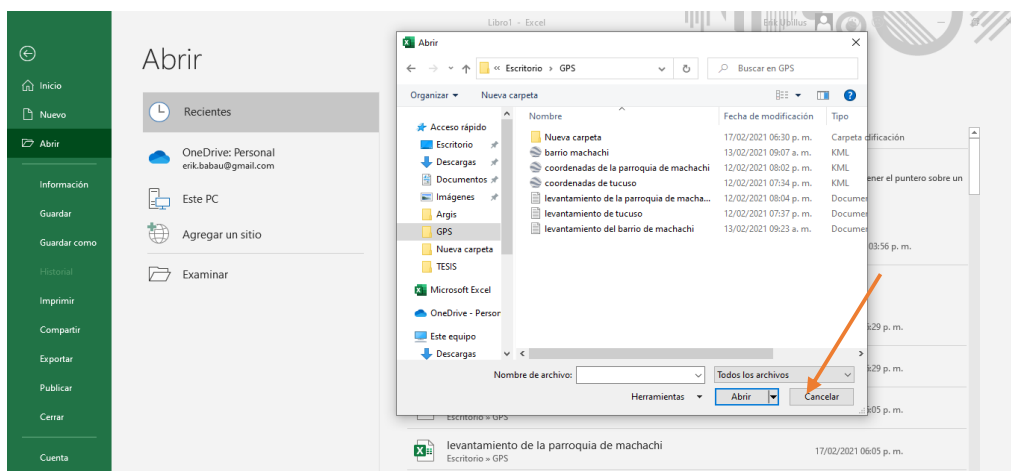 Libro1 - Excel
Erik Ubillus
Abrir
Inicio
Nuevo
Abrir
Información
Guardar
Guardar como
Historial
Imprimir
Compartir
Exportar
Publicar
Cerrar
Cuenta
Recientes
OneDrive: Personal
erik.babau@gmail.com
Este PC
Agregar un sitio
Examinar
Abrir
« Escritorio › GPS
Buscar en GPS
Organizar
Nueva carpeta
Acceso rápido
Escritorio
Descargas
Documentos
Imágenes
Argis
GPS
Nueva carpeta
TESIS
Microsoft Excel
OneDrive - Person
Este equipo
Descargas
Nombre Fecha de modificación Tipo
Nueva carpeta 17/02/2021 06:30 p. m. Carpeta
barrio machachi 13/02/2021 09:07 a. m. KML
coordenadas de la parroquia de machachi 12/02/2021 08:02 p. m. KML
coordenadas de tucuso 12/02/2021 07:34 p. m. KML
levantamiento de la parroquia de macha... 12/02/2021 08:04 p. m. Documen
levantamiento de tucuso 12/02/2021 07:37 p. m. Documen
levantamiento del barrio de machachi 13/02/2021 09:23 a. m. Documen
Nombre de archivo:
Todos los archivos
Herramientas
Abrir
Cancelar
dificación
ener el puntero sobre un
03:56 p. m.
:29 p. m.
:29 p. m.
:05 p. m.
Escritorio » GPS
levantamiento de la parroquia de machachi
Escritorio » GPS
17/02/2021 06:05 p. m.